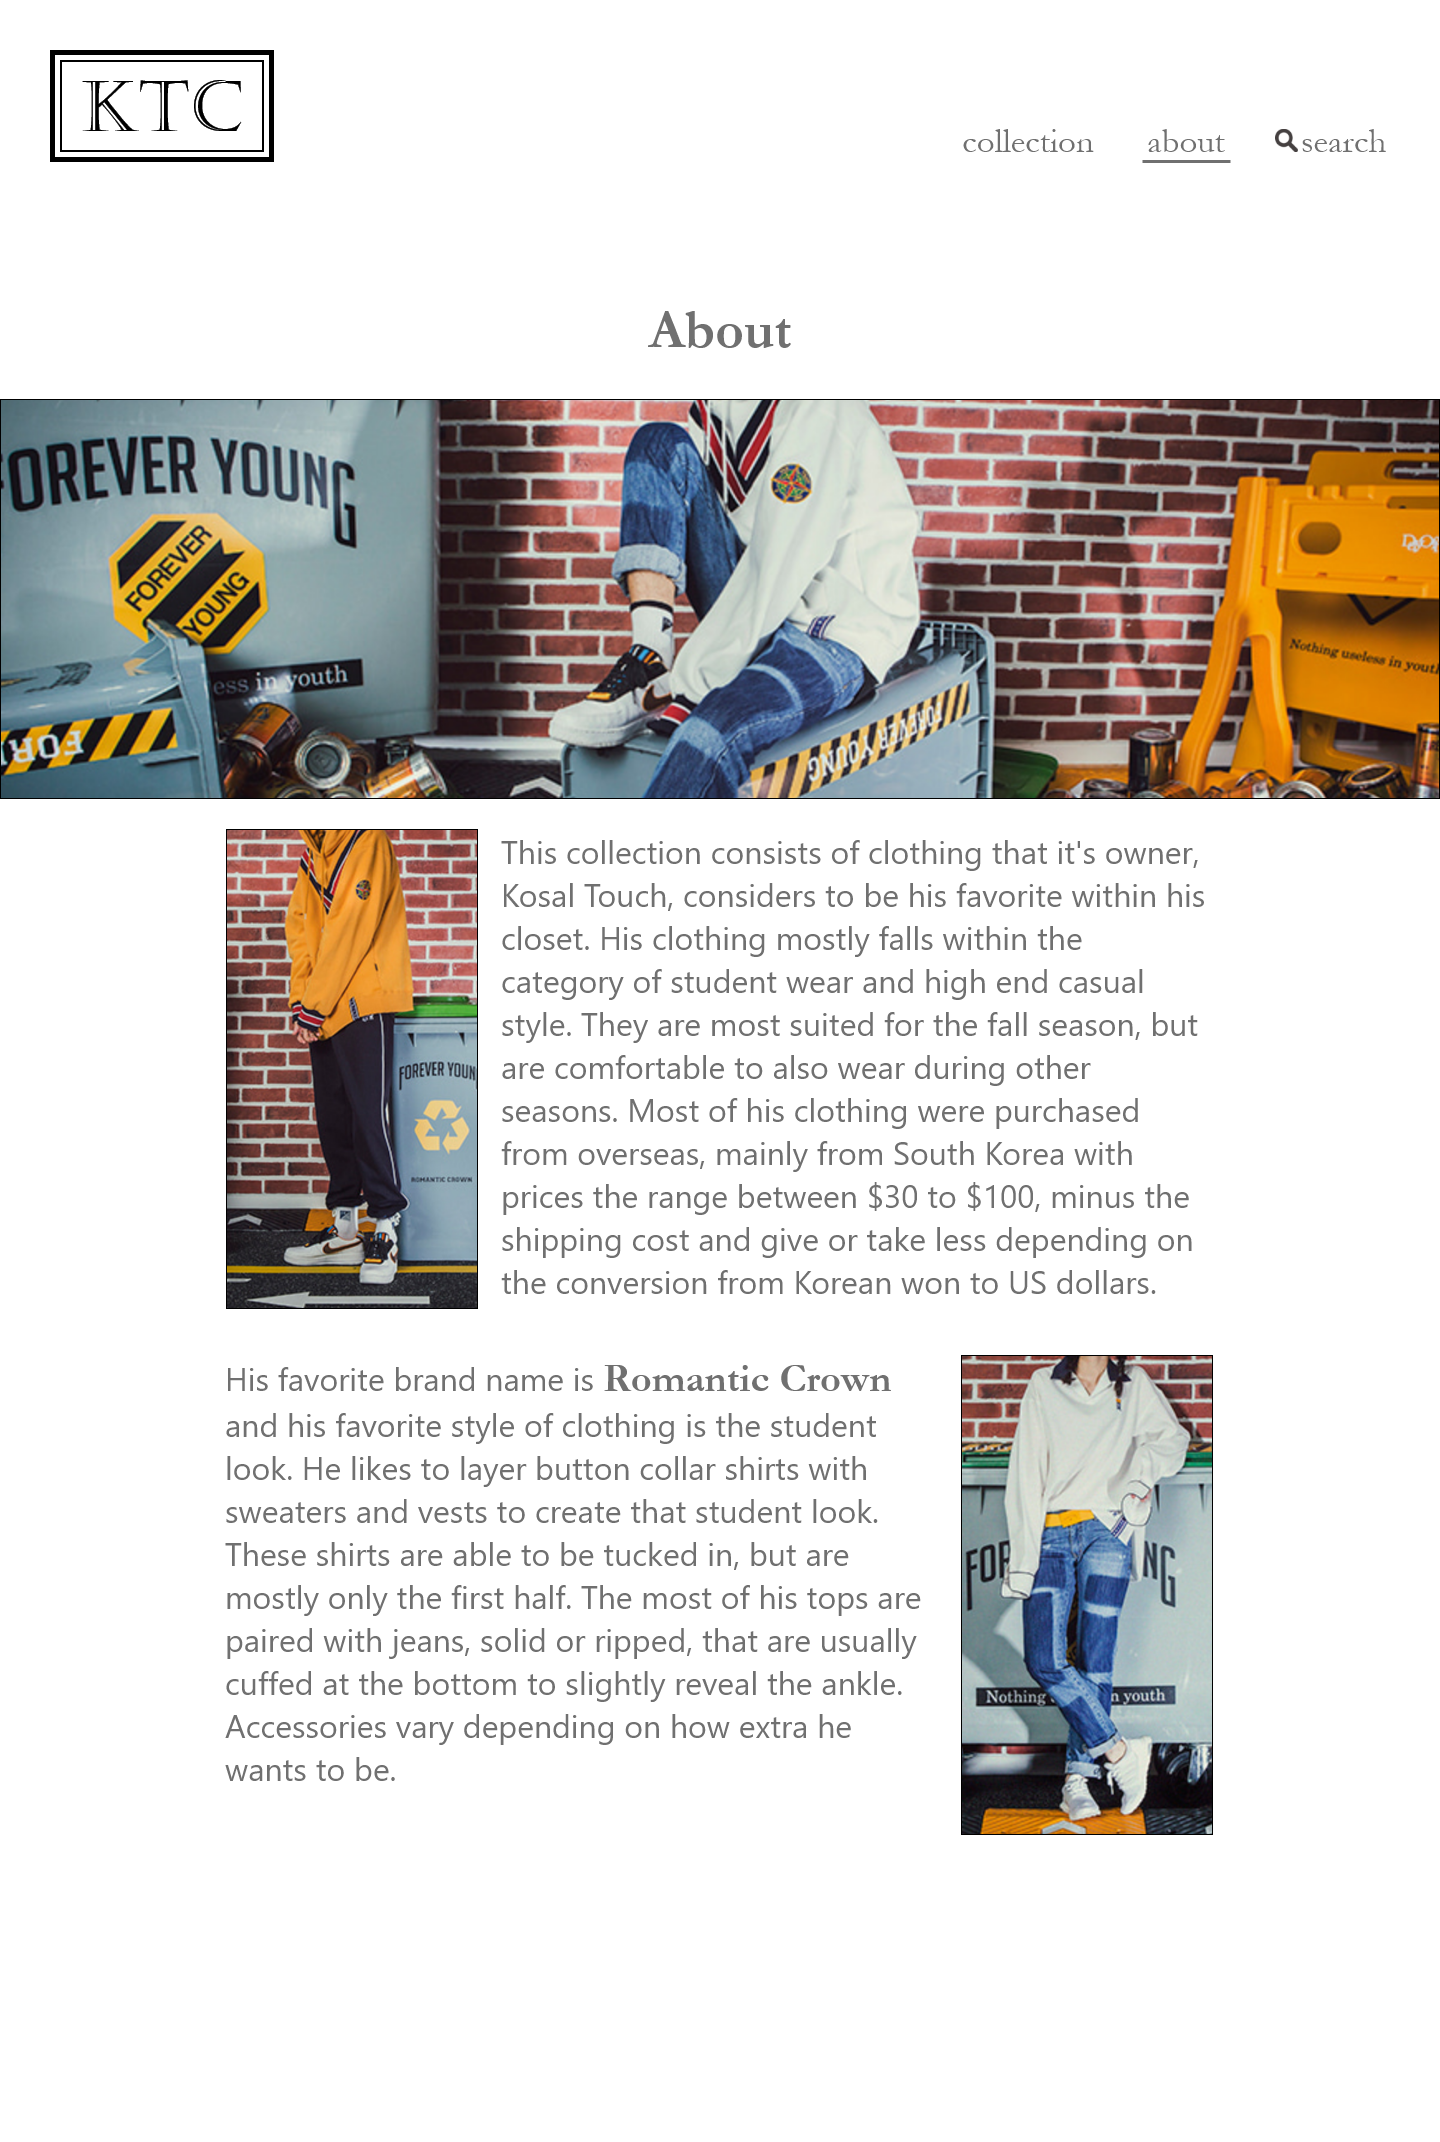 KTC
collection about search
About
FOREVER YOUNG
FOREVER
YOUNG
ess in youth
FOREVER YOUNG
Nothing useless in youth
This collection consists of clothing that it's owner,
Kosal Touch, considers to be his favorite within his
closet. His clothing mostly falls within the
category of student wear and high end casual
style. They are most suited for the fall season, but
are comfortable to also wear during other
seasons. Most of his clothing were purchased
from overseas, mainly from South Korea with
prices the range between $30 to $100, minus the
shipping cost and give or take less depending on
the conversion from Korean won to US dollars.
FOREVER YOUN
ROMANTIC CROWN
His favorite brand name is Romantic Crown
and his favorite style of clothing is the student
look. He likes to layer button collar shirts with
sweaters and vests to create that student look.
These shirts are able to be tucked in, but are
mostly only the first half. The most of his tops are
paired with jeans, solid or ripped, that are usually
cuffed at the bottom to slightly reveal the ankle.
Accessories vary depending on how extra he
wants to be.
FOR NG
Nothing n youth